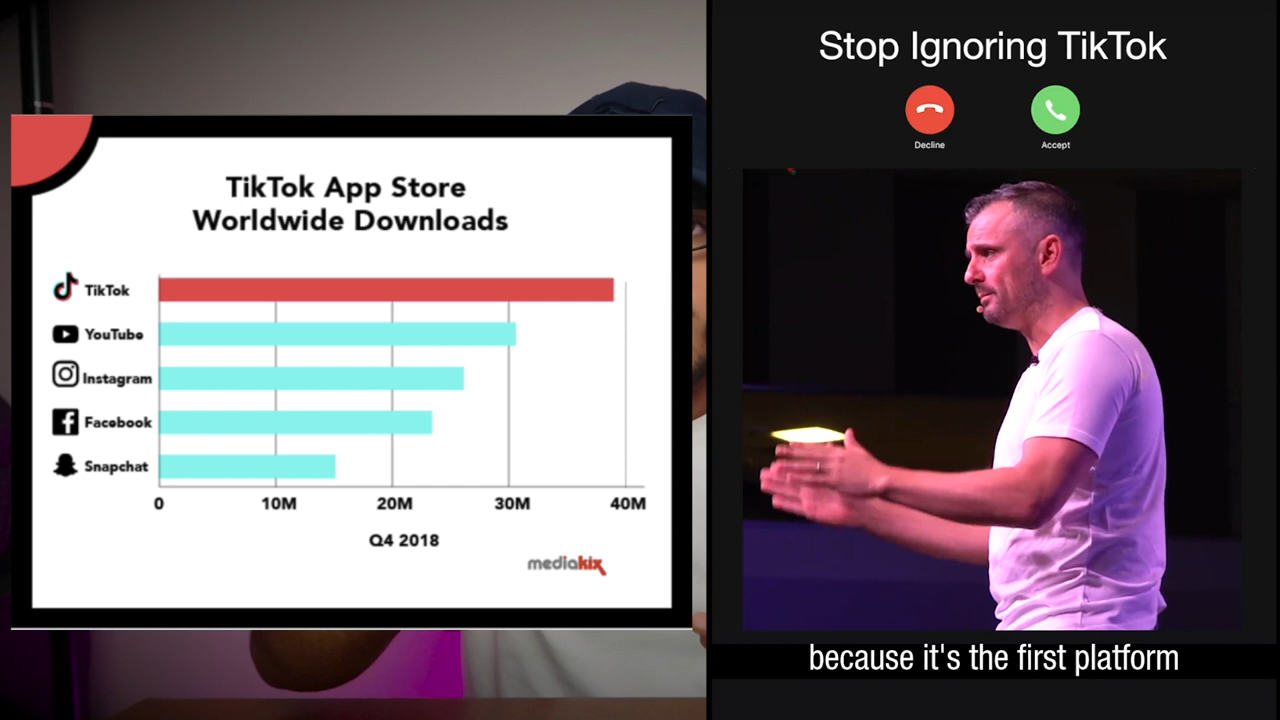 TikTok App Store
Worldwide Downloads
TikTok
YouTube
Instagram
Facebook
Snapchat
0 10M 20M 30M 40M
Q4 2018
mediakix
Stop Ignoring TikTok
Decline Accept
because it's the first platform